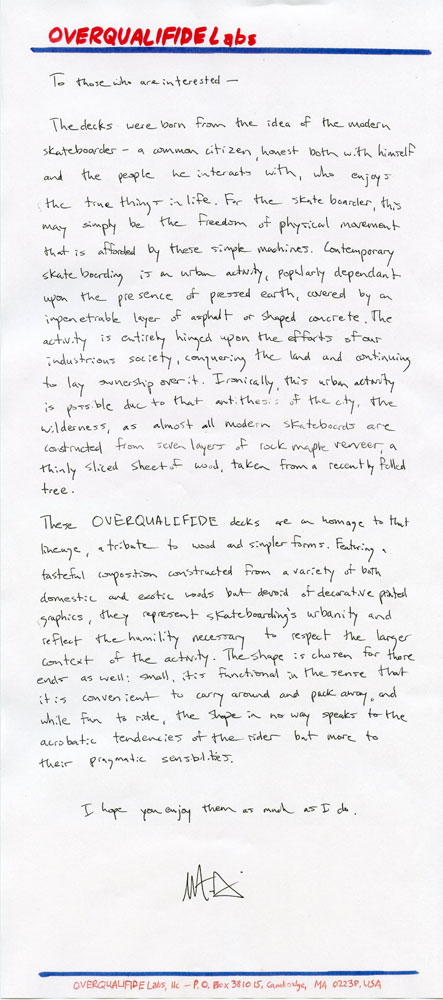 OVERQUALIFIDE Labs
To those who are interested —
The decks were born from the idea of the modern
skateboarder – a common citizen, honest both with himself
and the people he interacts with, who enjoys
the true things in life. For the skate boarder, this
may simply be the freedom of physical movement
that is afforded by these simple machines. Contemporary
skate boarding is an urban activity, popularly dependant
upon the presence of pressed earth, covered by an
impenetrable layer of asphalt or shaped concrete. The
activity is entirely hinged upon the efforts of our
industrious society, conquering the land and continuing
to lay ownership over it. Ironically, this urban activity
is possible due to that antithesis of the city, the
wilderness, as almost all modern skateboards are
constructed from seven layers of rock maple verveer, a
thinly sliced sheet of wood, taken from a recently felled
tree.
These OVERQUALIFIDE decks are an homage to that
lineage, a tribute to wood and simpler forms. Featuring a
tasteful composition constructed from a variety of both
domestic and exotic woods but devoid of decorative printed
graphics, they represent skateboarding's urbanity and
reflect the humility necessary to respect the larger
context of the activity. The shape is chosen for those
ends as well: small, it is functional in the sense that
it is convenient to carry around and pack away, and
while fun to ride, the shape in no way speaks to the
acrobatic tendencies of the rider but more to
their pragmatic sensibilities.
I hope you enjoy them as much as I do.
OVERQUALIFIDE Labs, llc – P.O. Box 381015, Cambridge, MA 02238, USA